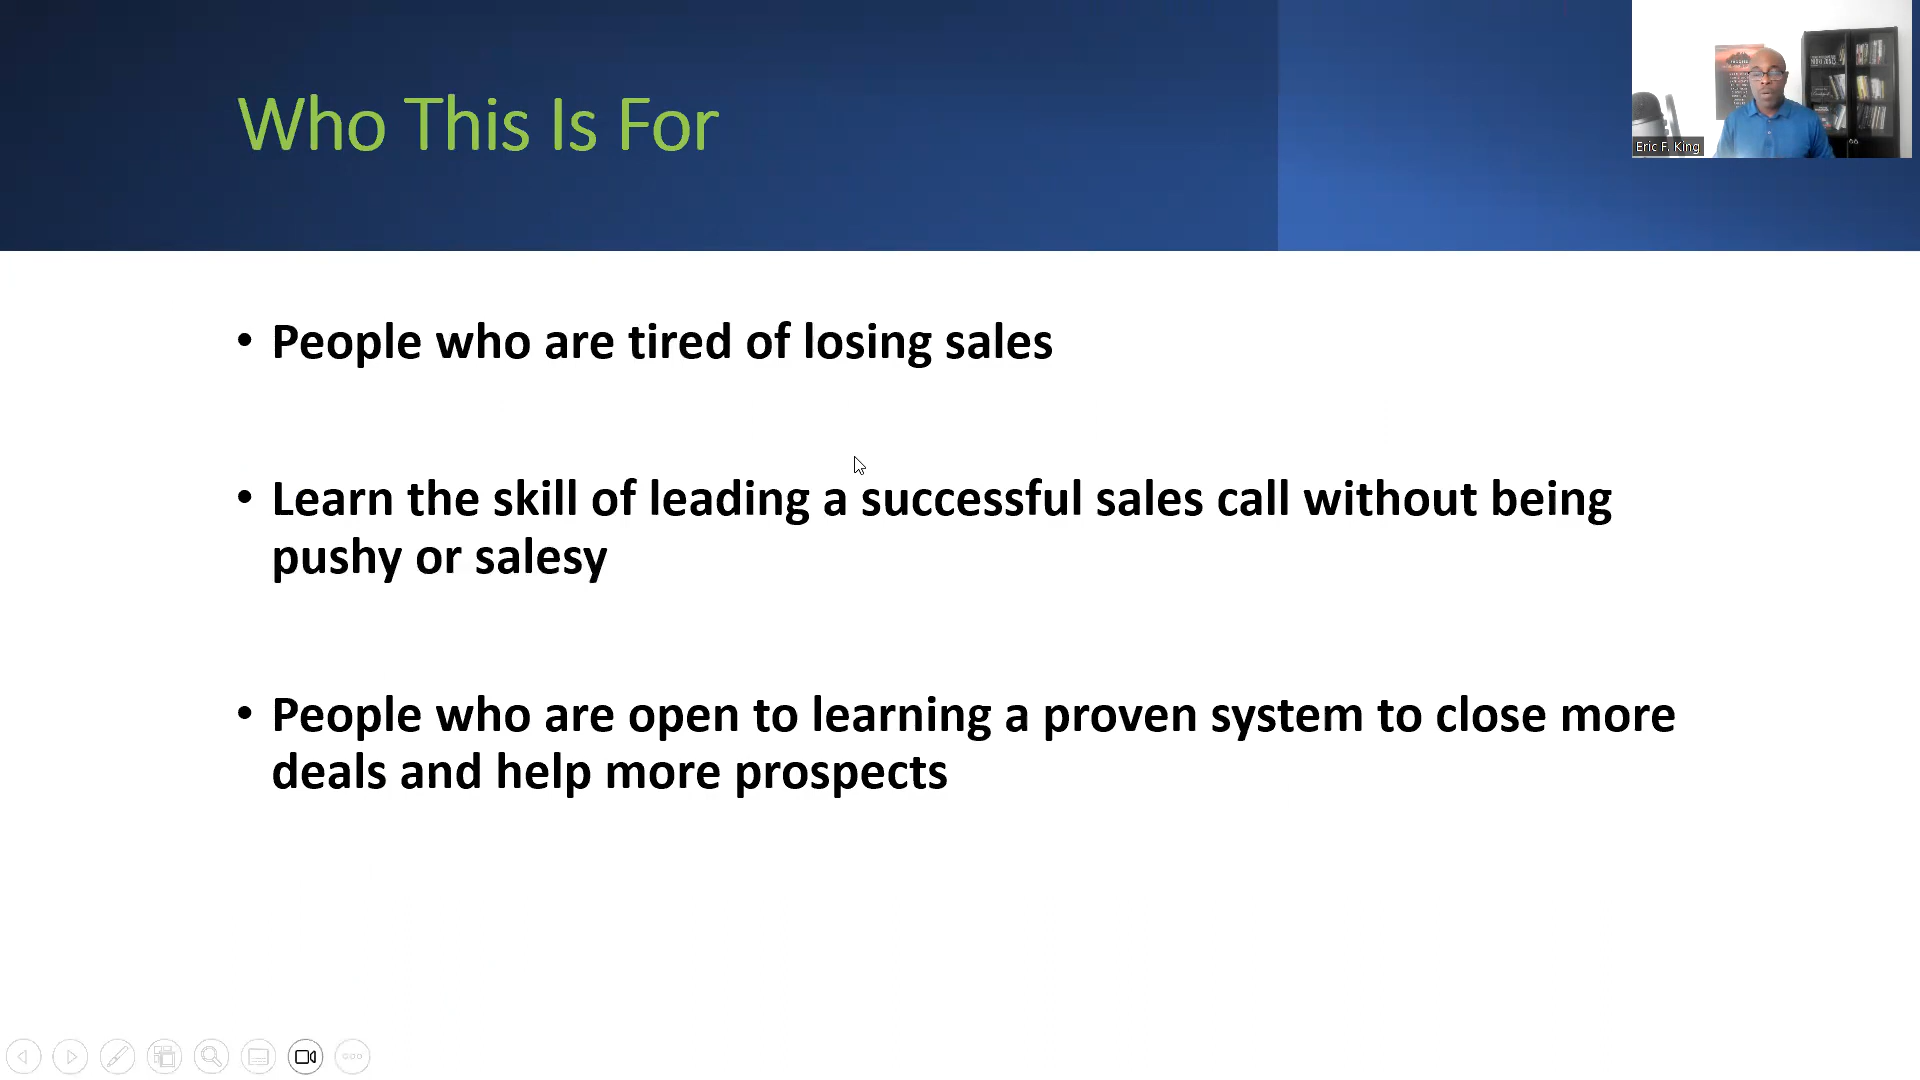 Who This Is For
Eric F. King
• People who are tired of losing sales
• Learn the skill of leading a successful sales call without being
pushy or salesy
• People who are open to learning a proven system to close more
deals and help more prospects